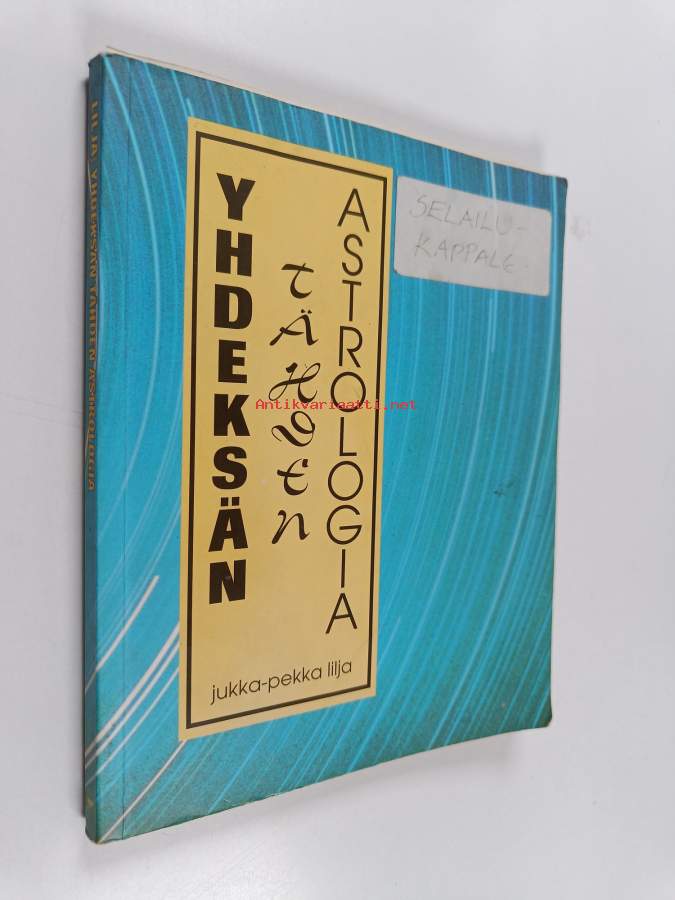 LILJA: YHDEKSÄN TÄHDEN ASTROLOGIA
YHDEKSÄN
TÄHDEN
ASTROLOGIA
jukka-pekka lilja
SELAILU-
KAPPALE
Antikvariaatti.net